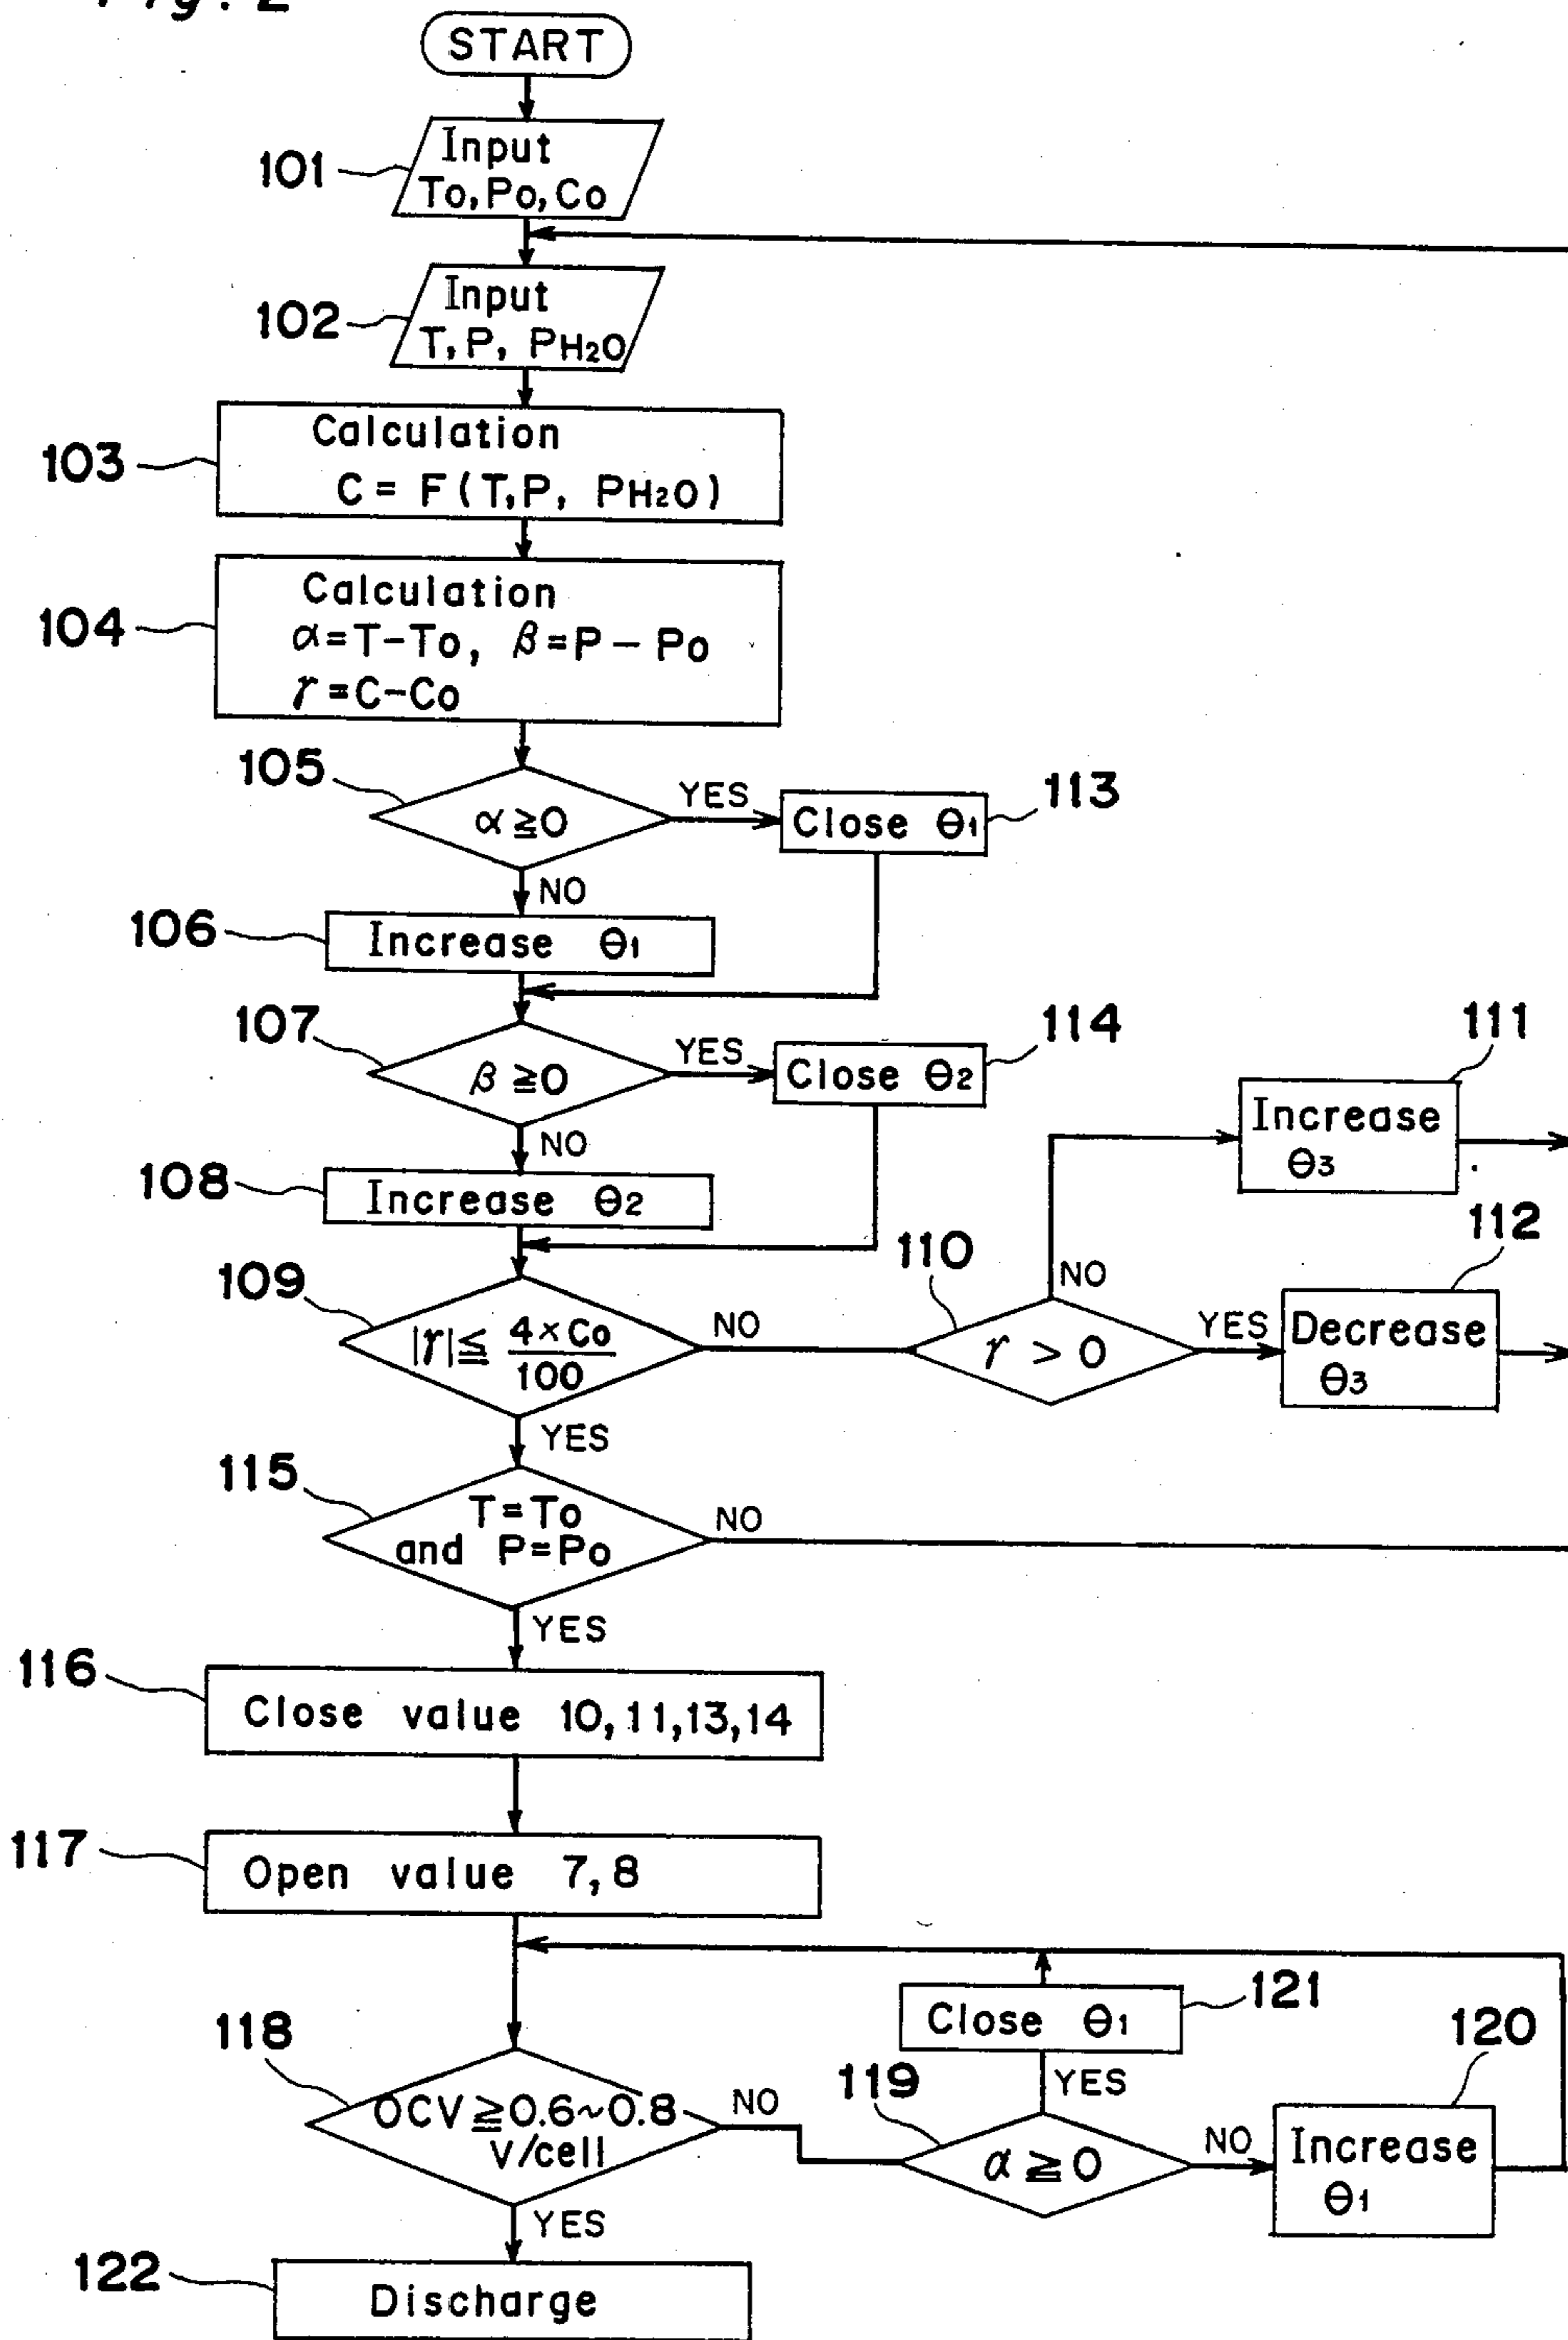 Fig. 2
START
101
Input
To, Po, Co
102
Input
T, P, PH₂O
103
Calculation
C = F(T, P, PH₂O)
104
Calculation
α=T-To, β=P-Po
γ=C-Co
105
α≧0
YES
Close θ1
113
NO
106
Increase θ1
107
β≧0
YES
Close θ2
114
NO
108
Increase θ2
109
|γ|≦ 4×Co
100
NO
110
γ > 0
NO
111
Increase
θ3
YES
112
Decrease
θ3
YES
115
T=To
and P=Po
NO
YES
116
Close value 10, 11, 13, 14
117
Open value 7, 8
118
OCV≧0.6~0.8
V/cell
NO
119
α≧0
YES
Close θ1
121
NO
120
Increase
θ1
YES
122
Discharge